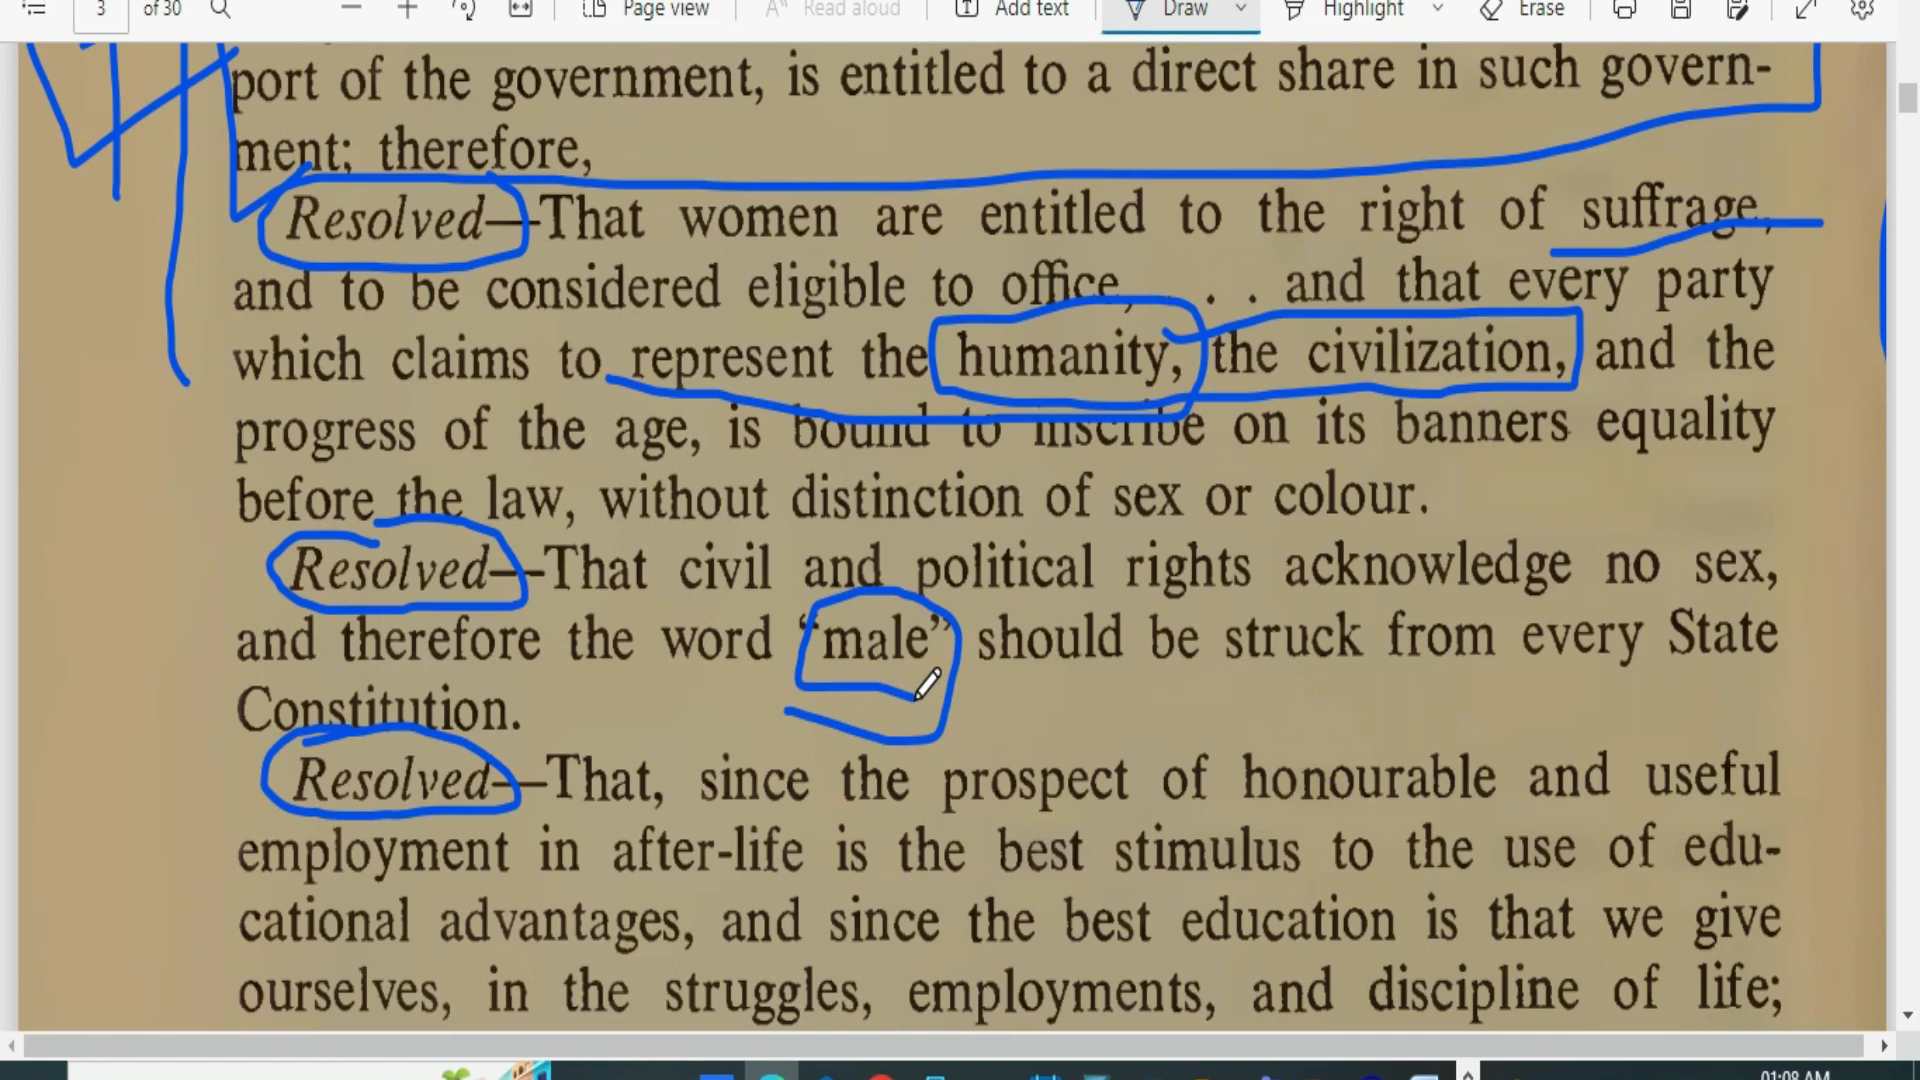 3 of 30 Page view Read aloud Add text Draw Highlight Erase
port of the government, is entitled to a direct share in such govern-
ment; therefore,
Resolved—That women are entitled to the right of suffrage,
and to be considered eligible to office, . . . and that every party
which claims to represent the humanity, the civilization, and the
progress of the age, is bound to inscribe on its banners equality
before the law, without distinction of sex or colour.
Resolved—That civil and political rights acknowledge no sex,
and therefore the word “male” should be struck from every State
Constitution.
Resolved—That, since the prospect of honourable and useful
employment in after-life is the best stimulus to the use of edu-
cational advantages, and since the best education is that we give
ourselves, in the struggles, employments, and discipline of life;
01:08 AM